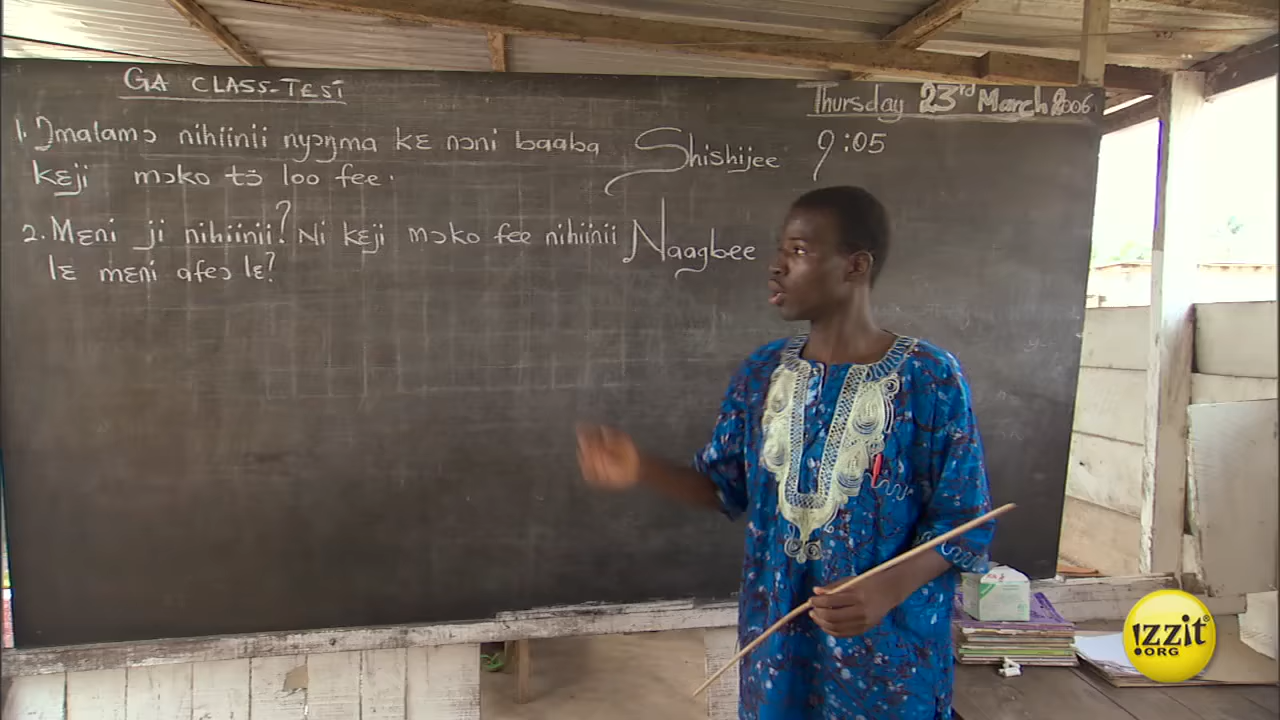 GA CLASS-TEST
Thursday 23rd March 2006
1. Ɔmalamɔ nihiinii nyɔŋma kɛ nɔni baaba
Shishijee 9:05
kɛji mɔko tɔ̄ loo fee.
2. Mɛni ji nihiinii? Ni kɛji mɔko fee nihiinii
Naagbee
lɛ mɛni afeɔ lɛ?
!zzit®
.ORG